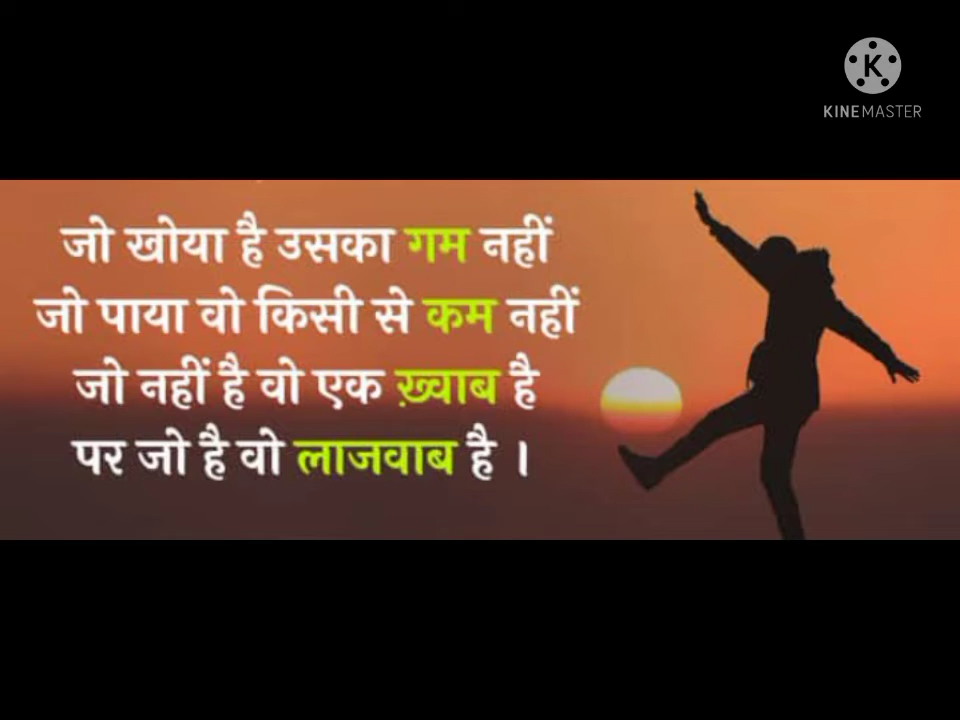 KINEMASTER
जो खोया है उसका गम नहीं
जो पाया वो किसी से कम नहीं
जो नहीं है वो एक ख़्वाब है
पर जो है वो लाजवाब है ।